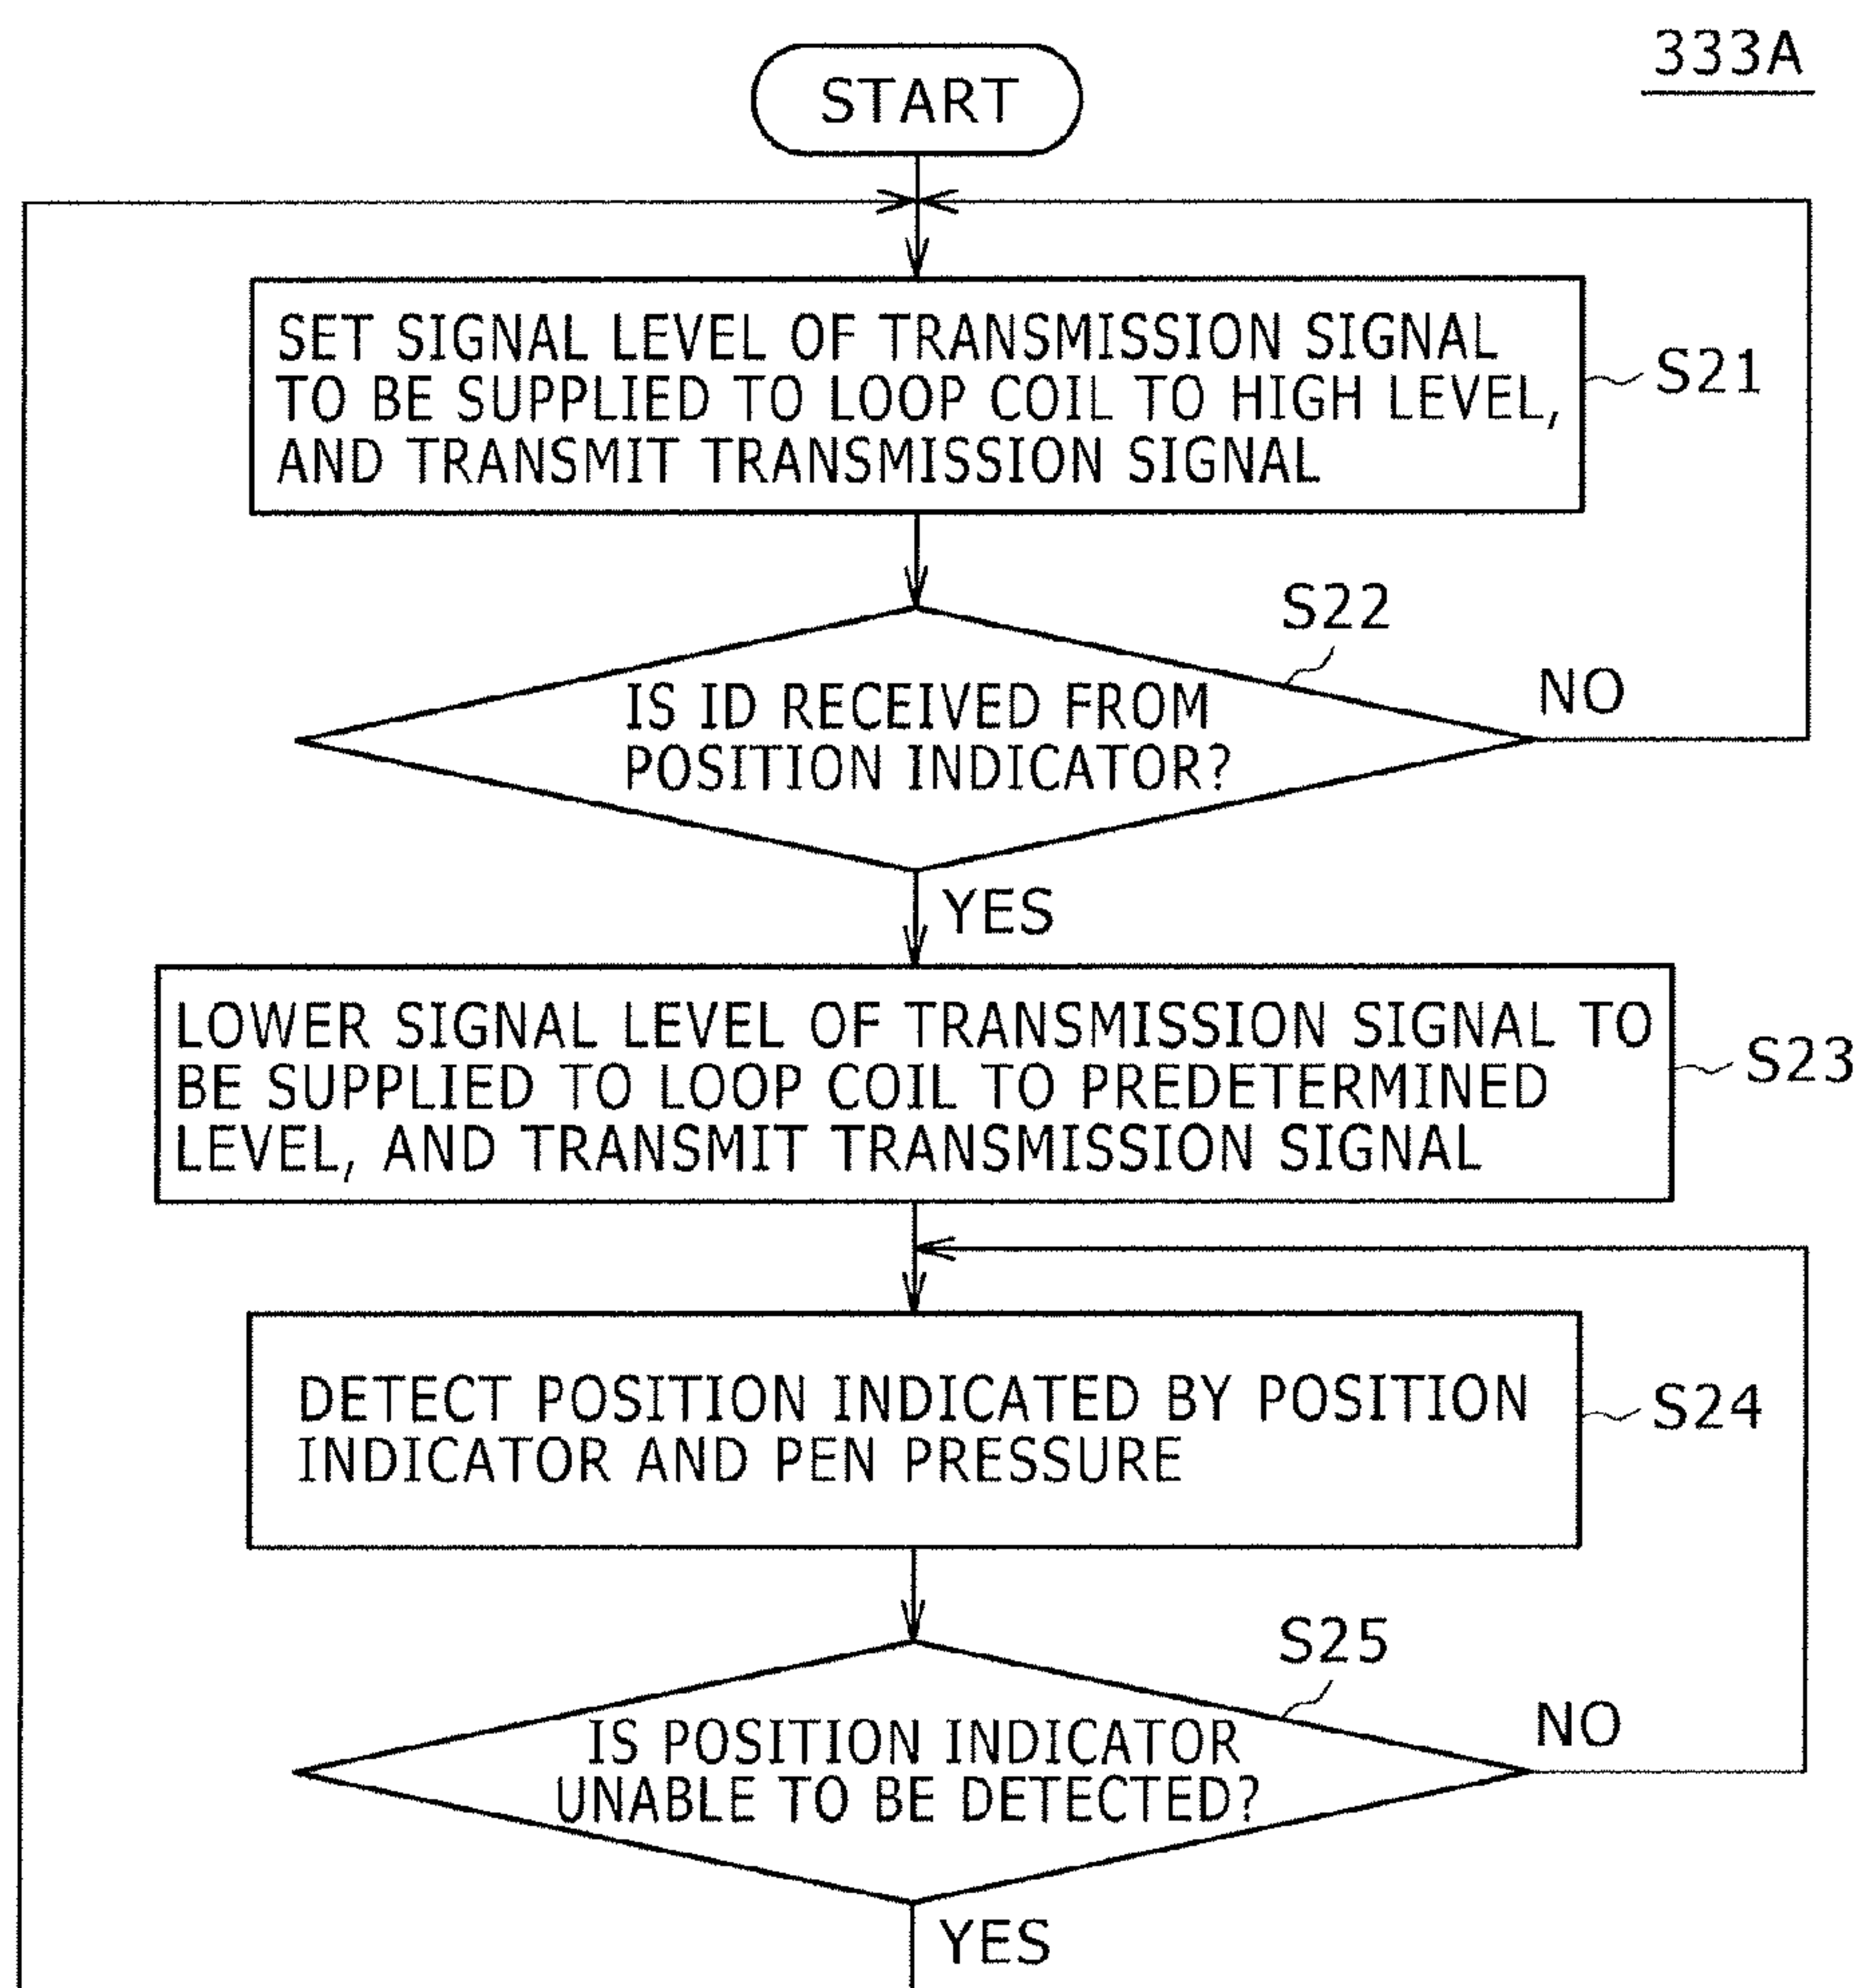 333A
START
SET SIGNAL LEVEL OF TRANSMISSION SIGNAL
TO BE SUPPLIED TO LOOP COIL TO HIGH LEVEL,
AND TRANSMIT TRANSMISSION SIGNAL
S21
S22
IS ID RECEIVED FROM
POSITION INDICATOR?
NO
YES
LOWER SIGNAL LEVEL OF TRANSMISSION SIGNAL TO
BE SUPPLIED TO LOOP COIL TO PREDETERMINED
LEVEL, AND TRANSMIT TRANSMISSION SIGNAL
S23
DETECT POSITION INDICATED BY POSITION
INDICATOR AND PEN PRESSURE
S24
S25
IS POSITION INDICATOR
UNABLE TO BE DETECTED?
NO
YES